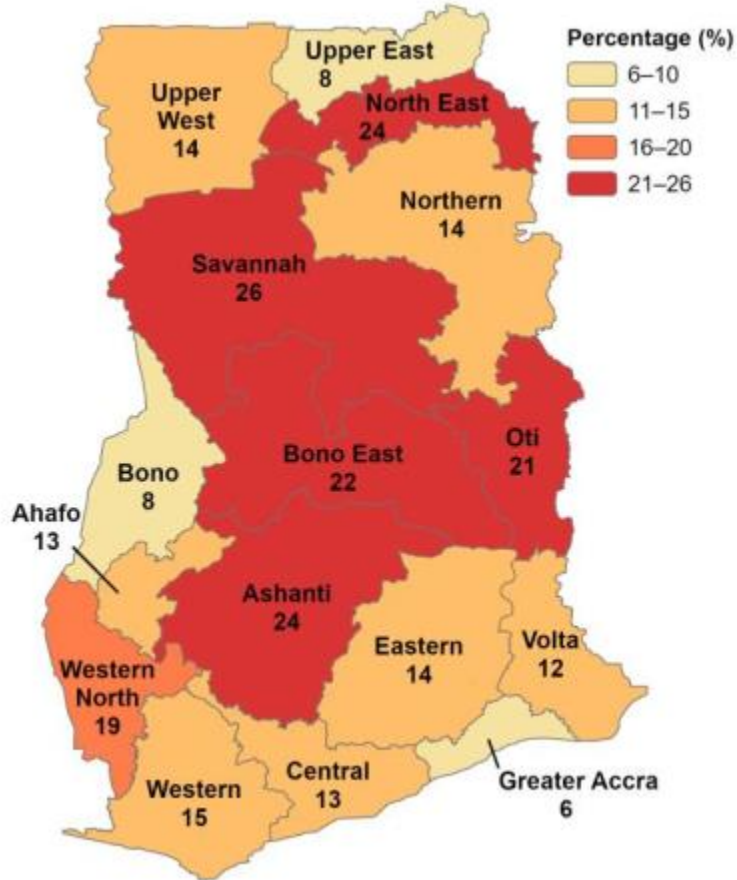 Percentage (%)
6–10
11–15
16–20
21–26
Upper East
8
North East
24
Upper
West
14
Northern
14
Savannah
26
Oti
21
Bono East
22
Bono
8
Ahafo
13
Ashanti
24
Eastern
14
Volta
12
Western
North
19
Central
13
Greater Accra
6
Western
15